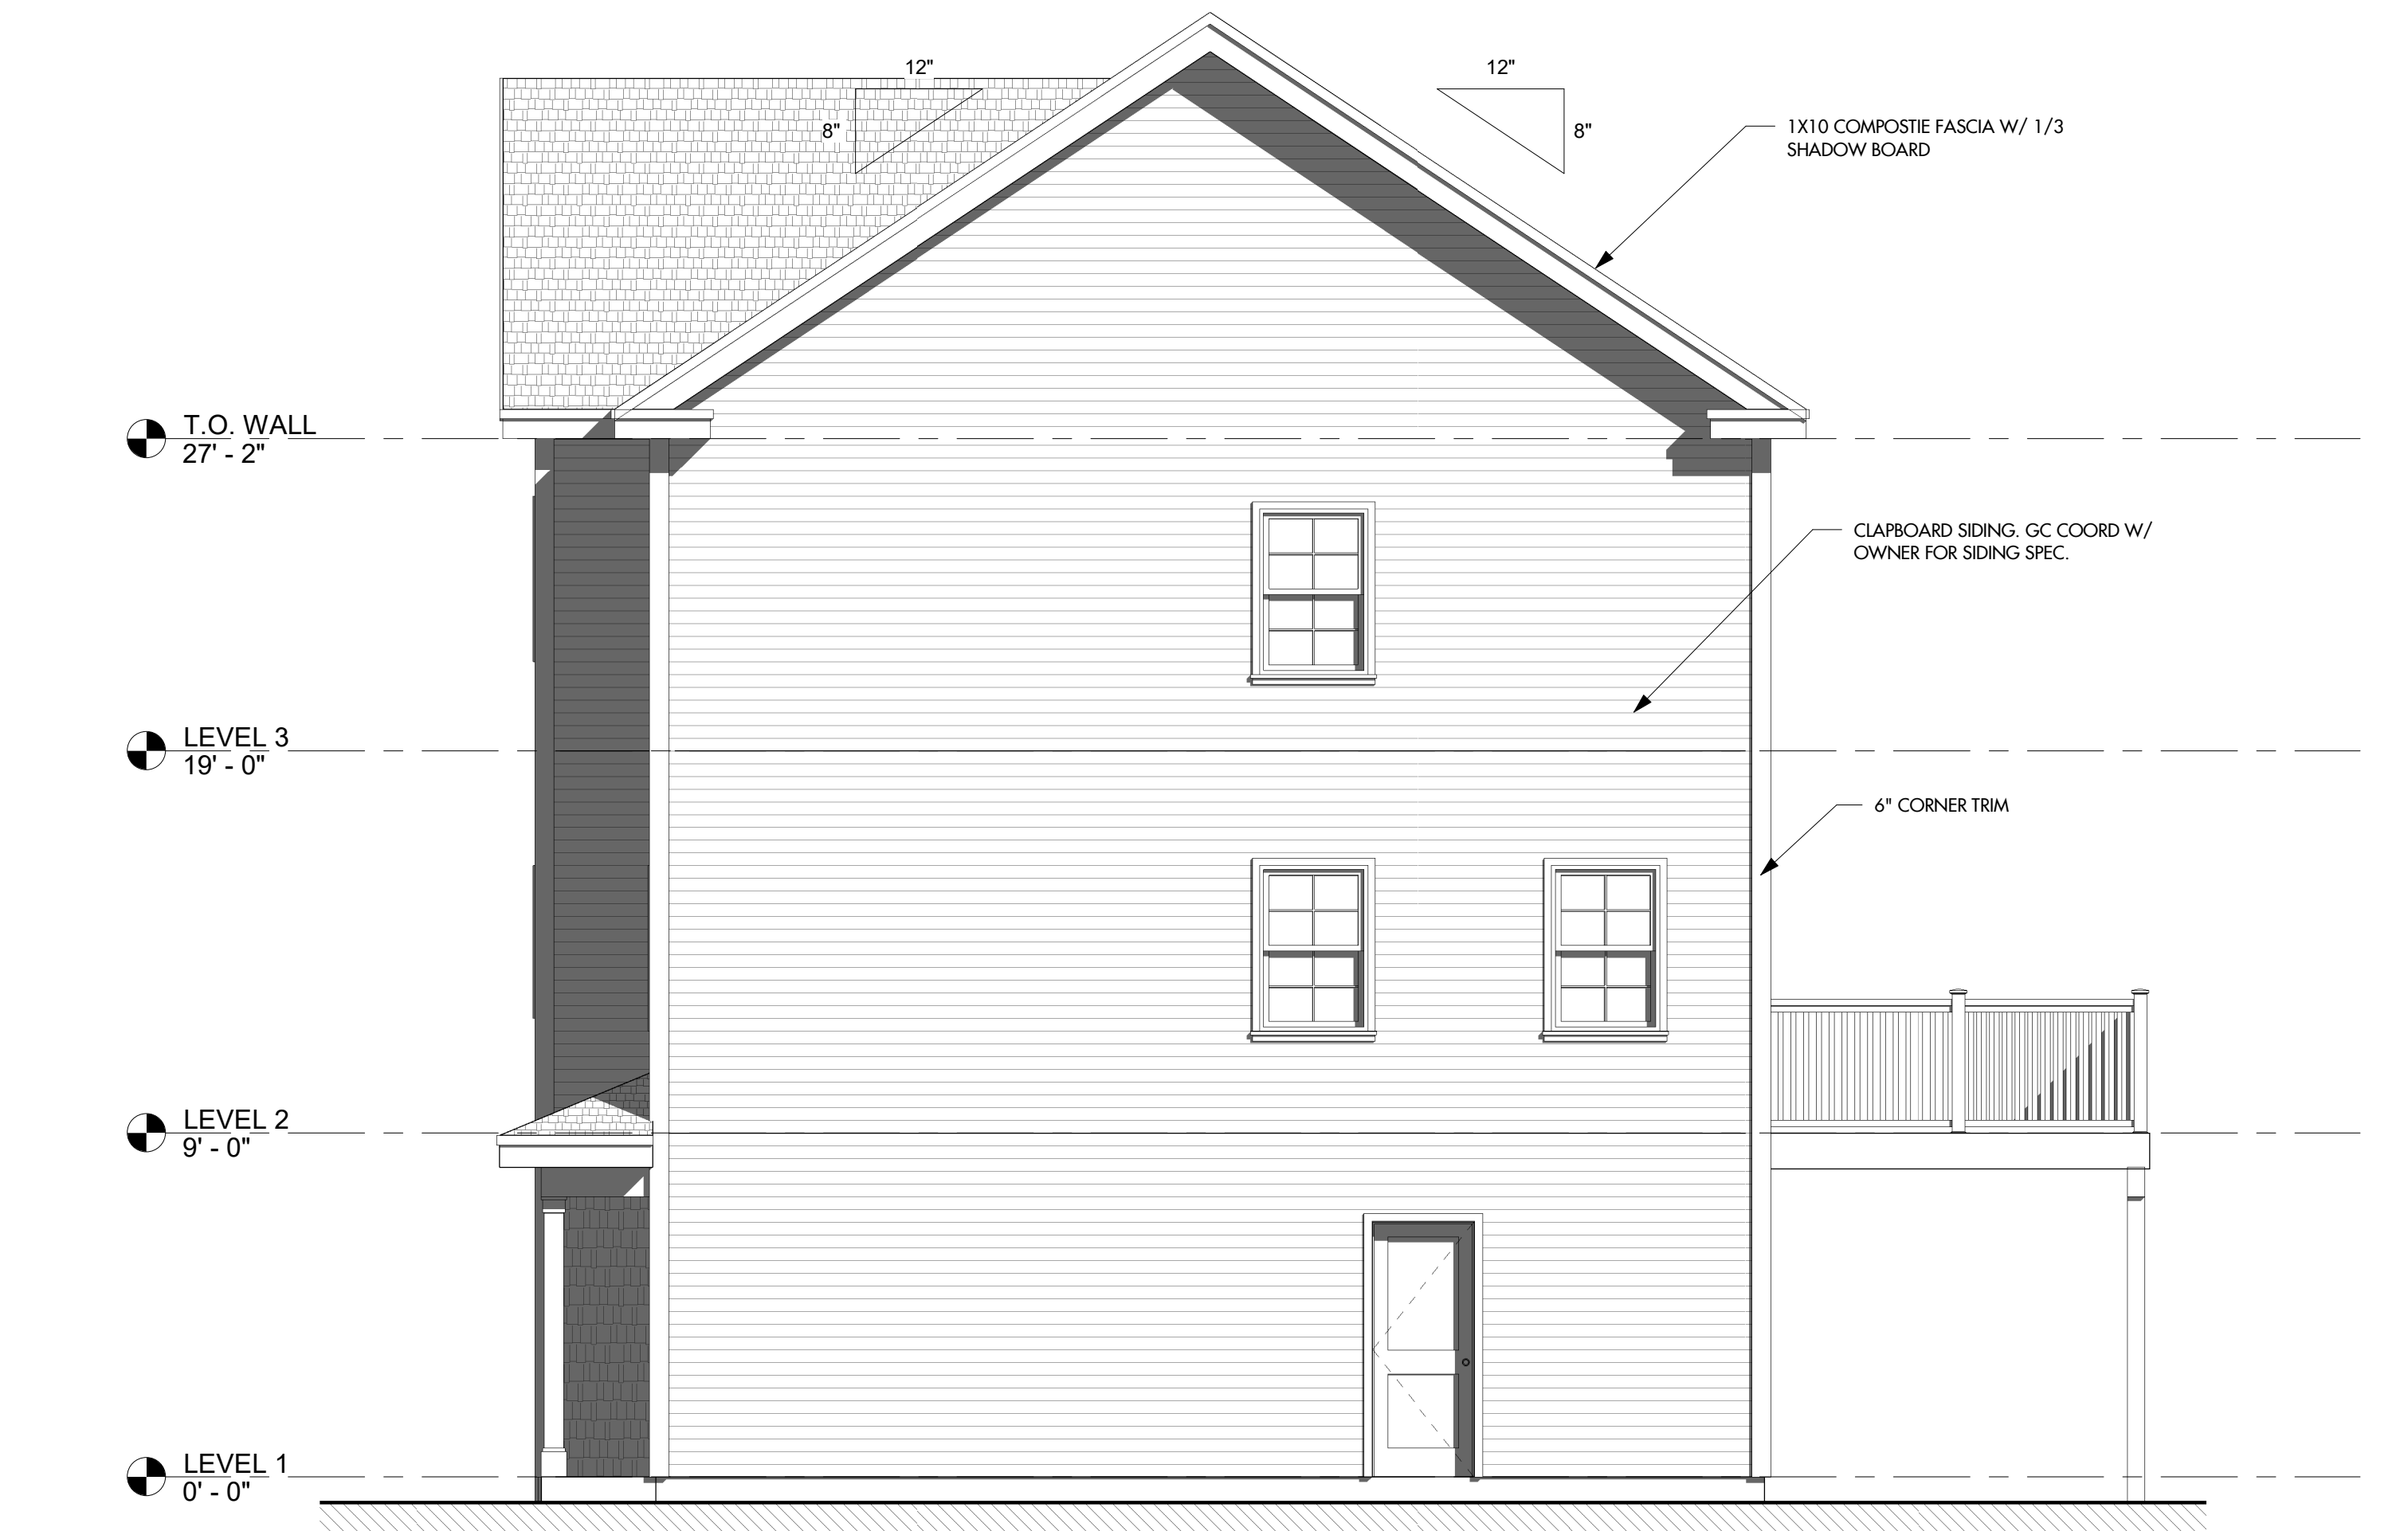 12"
12"
8"
8"
1X10 COMPOSTIE FASCIA W/ 1/3
SHADOW BOARD
T.O. WALL
27' - 2"
CLAPBOARD SIDING. GC COORD W/
OWNER FOR SIDING SPEC.
LEVEL 3
19' - 0"
6" CORNER TRIM
LEVEL 2
9' - 0"
LEVEL 1
0' - 0"